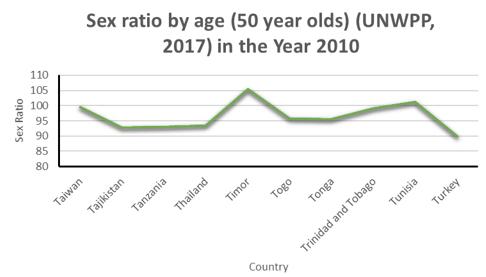 Sex ratio by age (50 year olds) (UNWPP,
2017) in the Year 2010
110
105
100
95
90
85
80
Sex Ratio
Taiwan
Tajikistan
Tanzania
Thailand
Timor
Togo
Tonga
Trinidad and Tobago
Tunisia
Turkey
Country